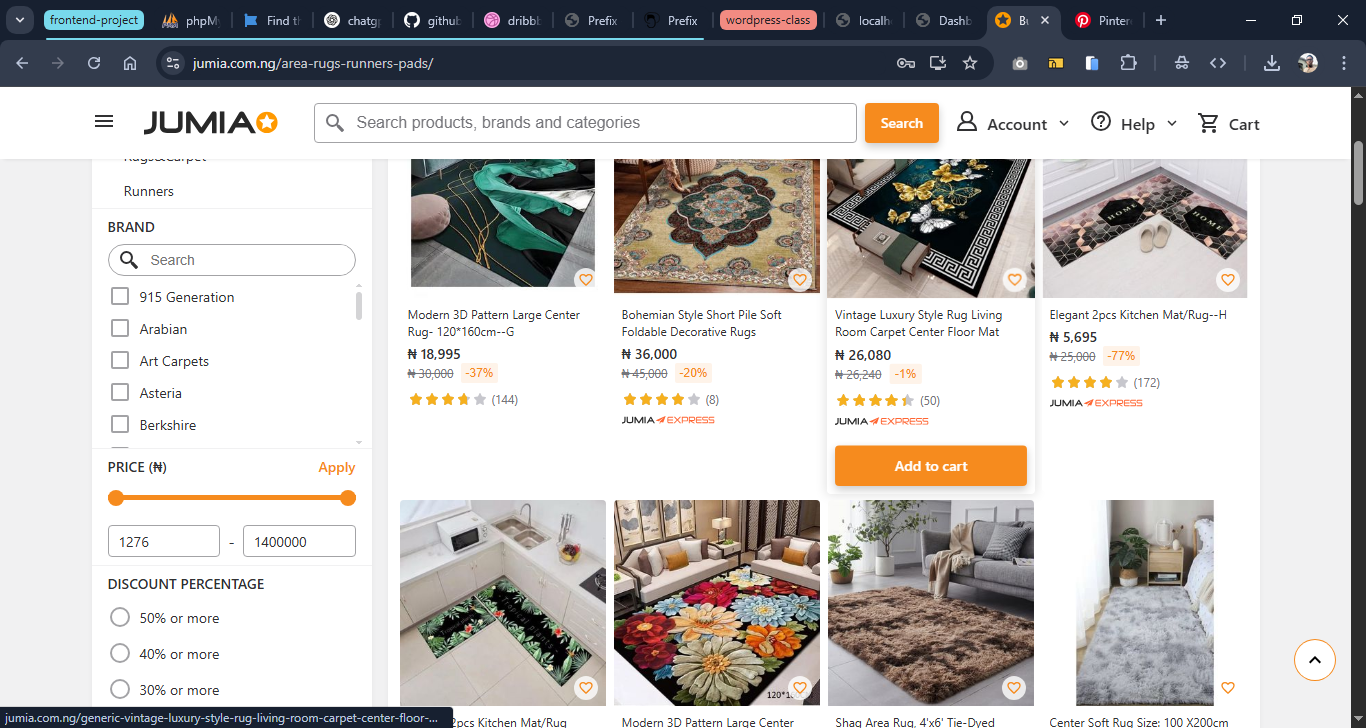 frontend-project
phpM
Find th
chatg
github
dribbb
Prefix
Prefix
wordpress-class
localh
Dashb
Bu
Pinter
jumia.com.ng/area-rugs-runners-pads/
JUMIA
Search products, brands and categories
Search
Account
Help
Cart
Rugs&Carpet
Runners
BRAND
Search
915 Generation
Arabian
Art Carpets
Asteria
Berkshire
PRICE (₦)
Apply
1276
-
1400000
DISCOUNT PERCENTAGE
50% or more
40% or more
30% or more
Modern 3D Pattern Large Center
Rug- 120*160cm--G
₦ 18,995
₦ 30,000 -37%
(144)
Bohemian Style Short Pile Soft
Foldable Decorative Rugs
₦ 36,000
₦ 45,000 -20%
(8)
JUMIA EXPRESS
Vintage Luxury Style Rug Living
Room Carpet Center Floor Mat
₦ 26,080
₦ 26,240 -1%
(50)
JUMIA EXPRESS
Add to cart
HOME
HOME
Elegant 2pcs Kitchen Mat/Rug--H
₦ 5,695
₦ 25,000 -77%
(172)
JUMIA EXPRESS
2pcs Kitchen Mat/Rug
Modern 3D Pattern Large Center
Shag Area Rug, 4'x6' Tie-Dyed
Center Soft Rug Size: 100 X200cm
jumia.com.ng/generic-vintage-luxury-style-rug-living-room-carpet-center-floor-...